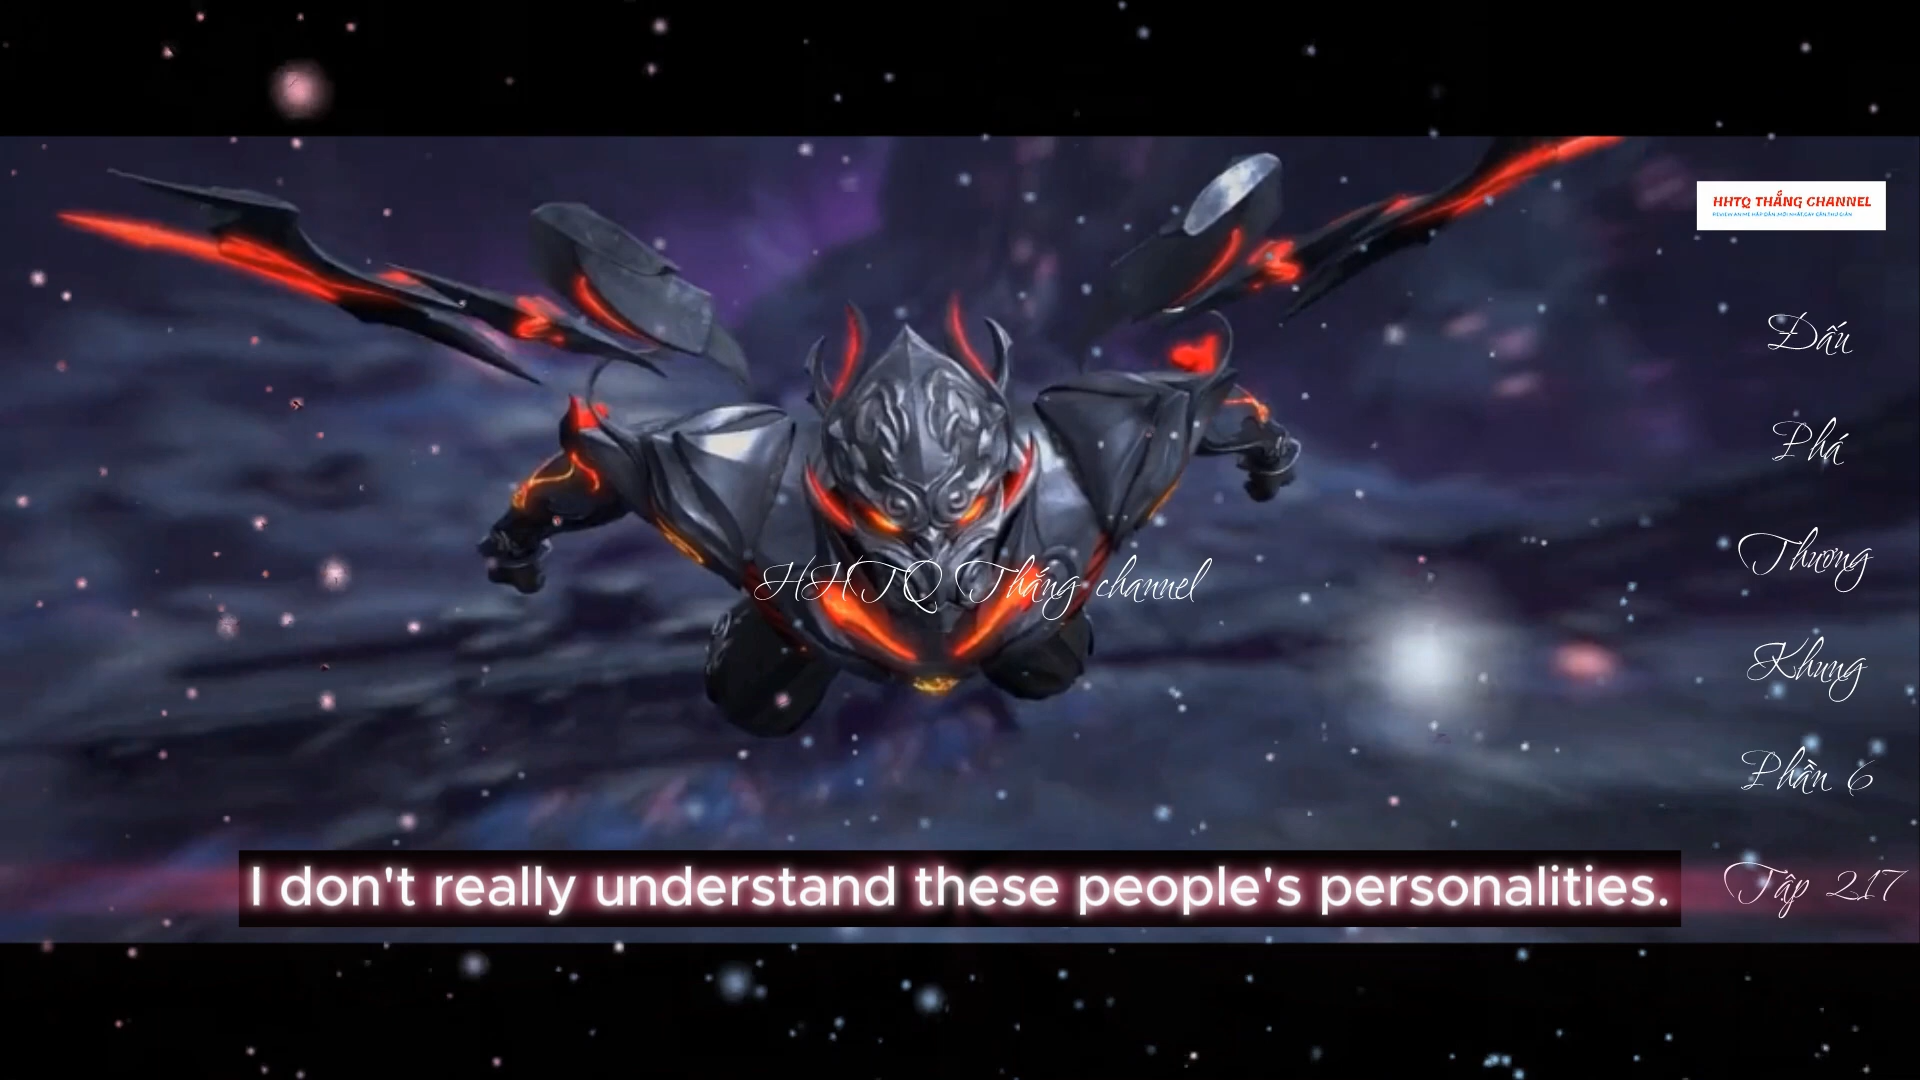 HHTQ THẮNG CHANNEL
Đấu
Phá
Thương
Khung
Phần 6
Tập 217
HHTQ Thắng channel
I don't really understand these people's personalities.